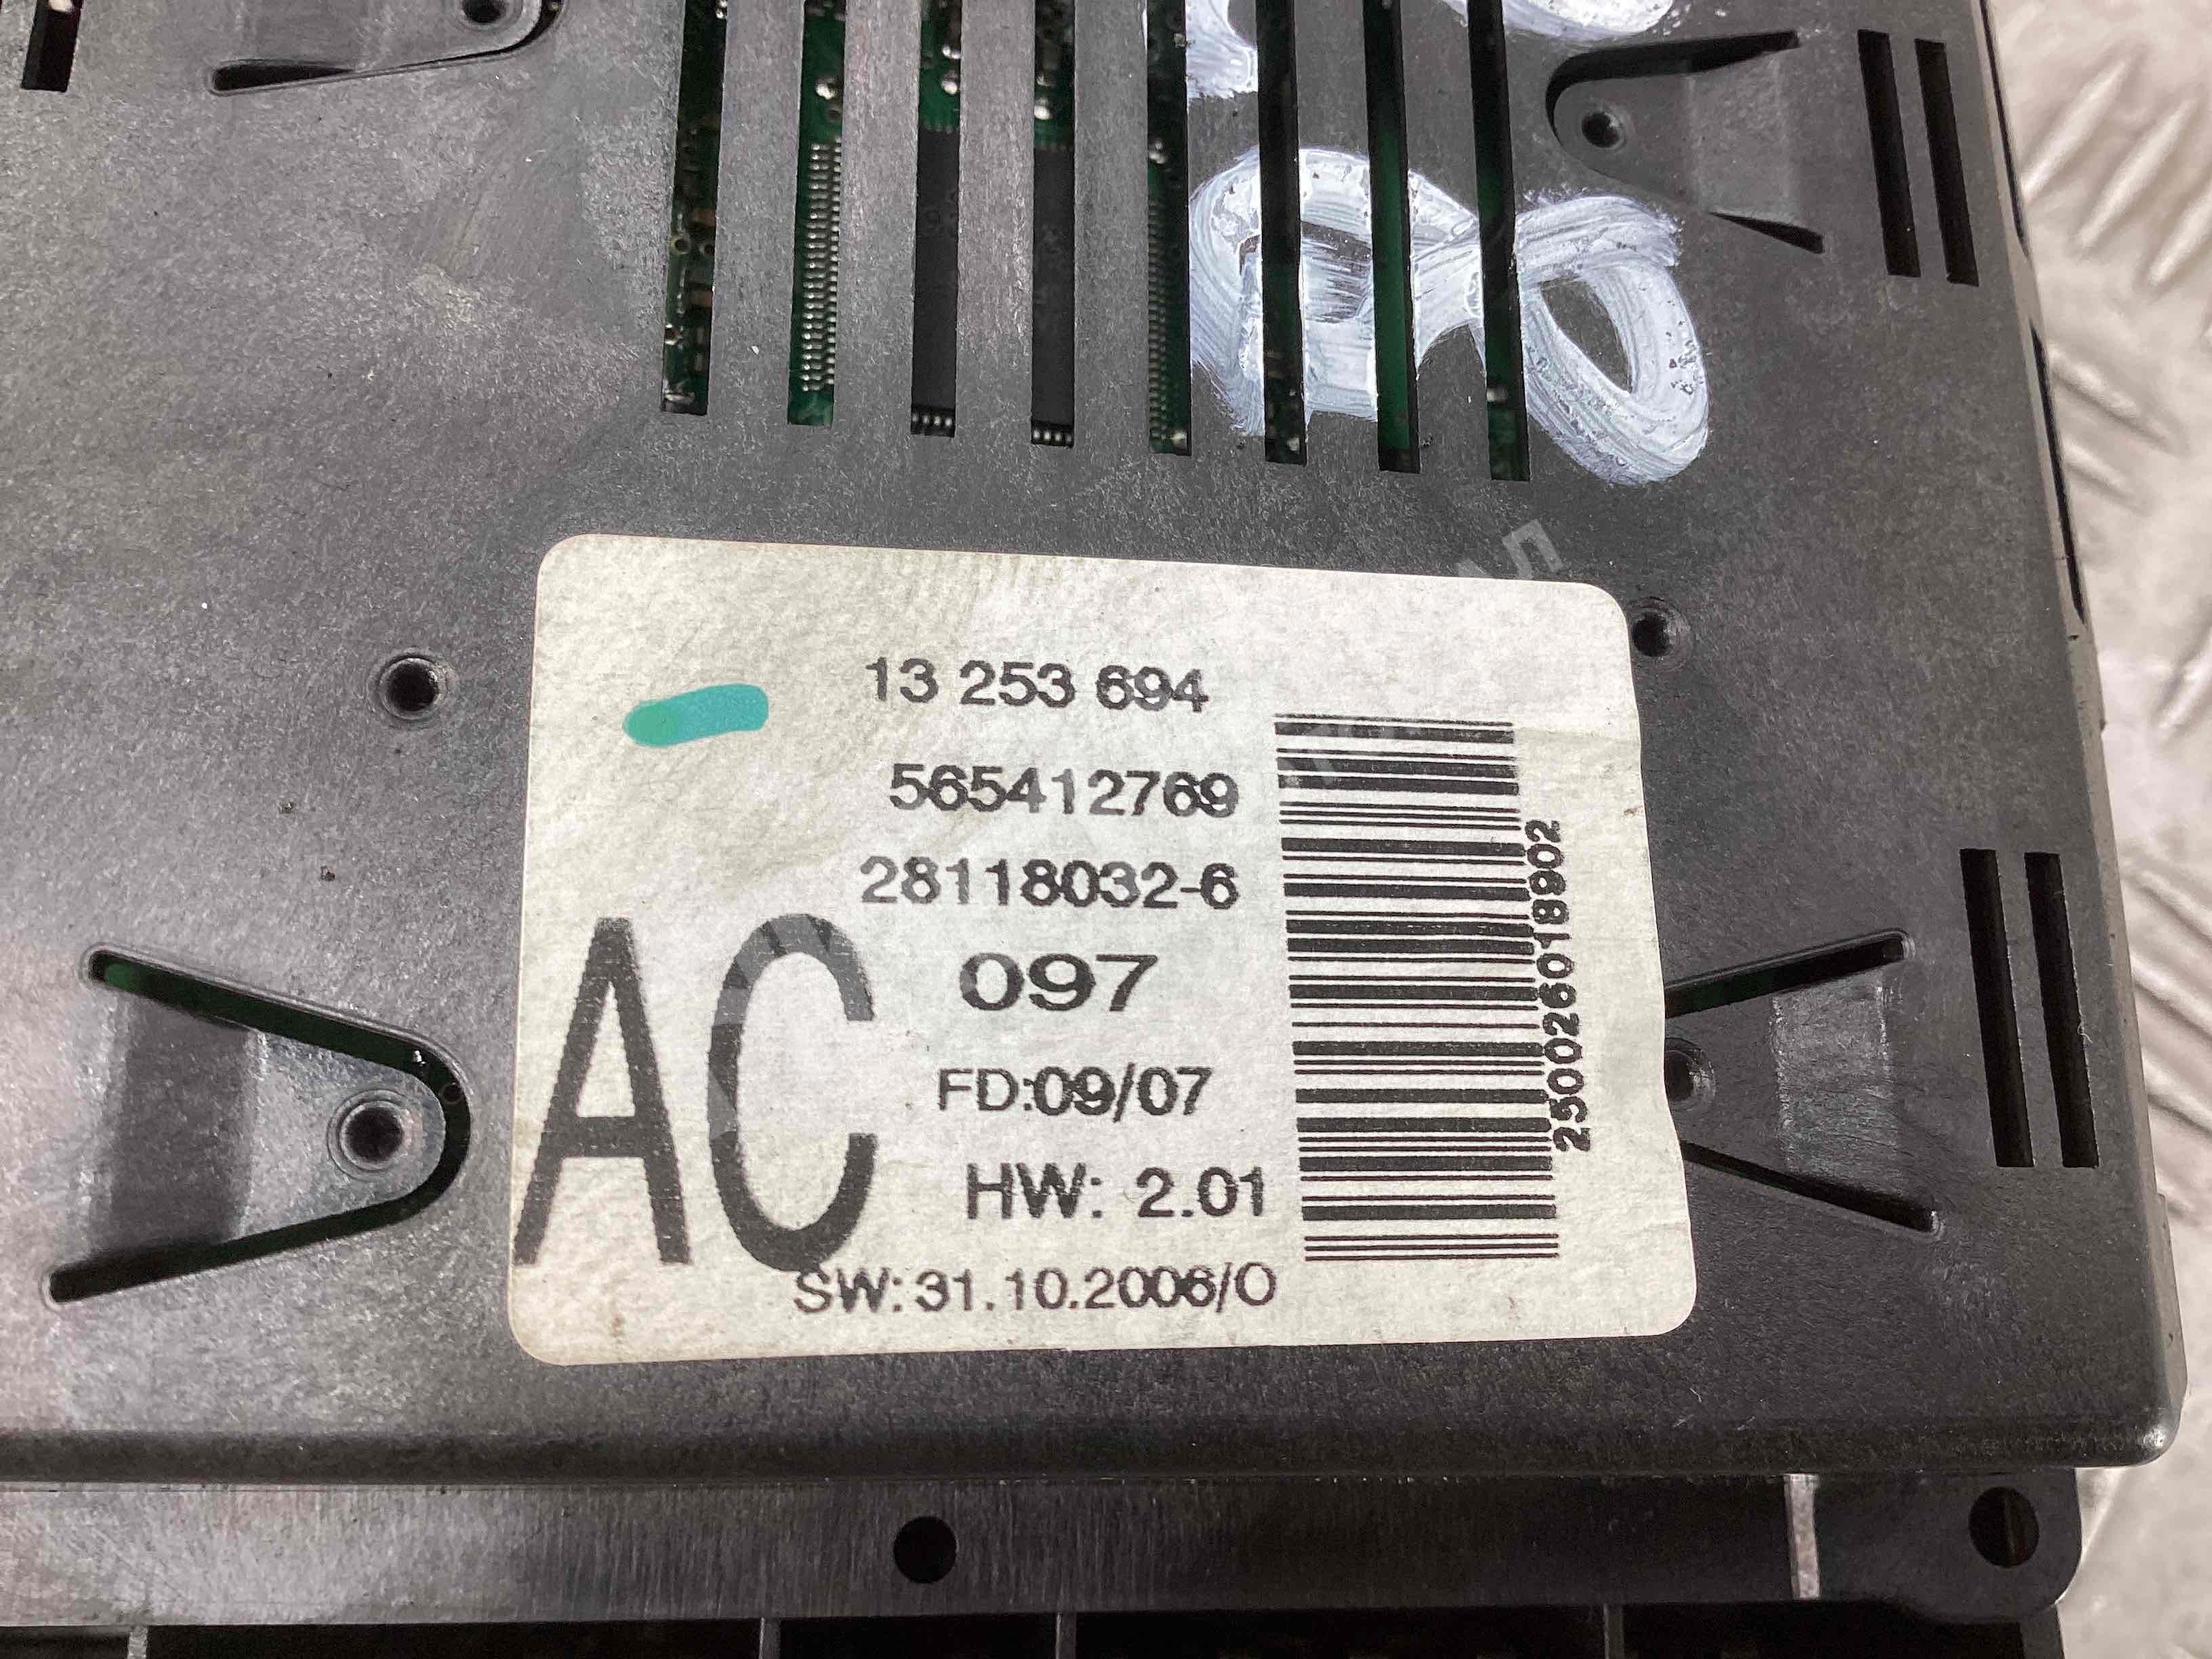 13 253 694
565412769
28118032-6
AC
097
FD:09/07
HW: 2.01
SW:31.10.2006/O
250026018902